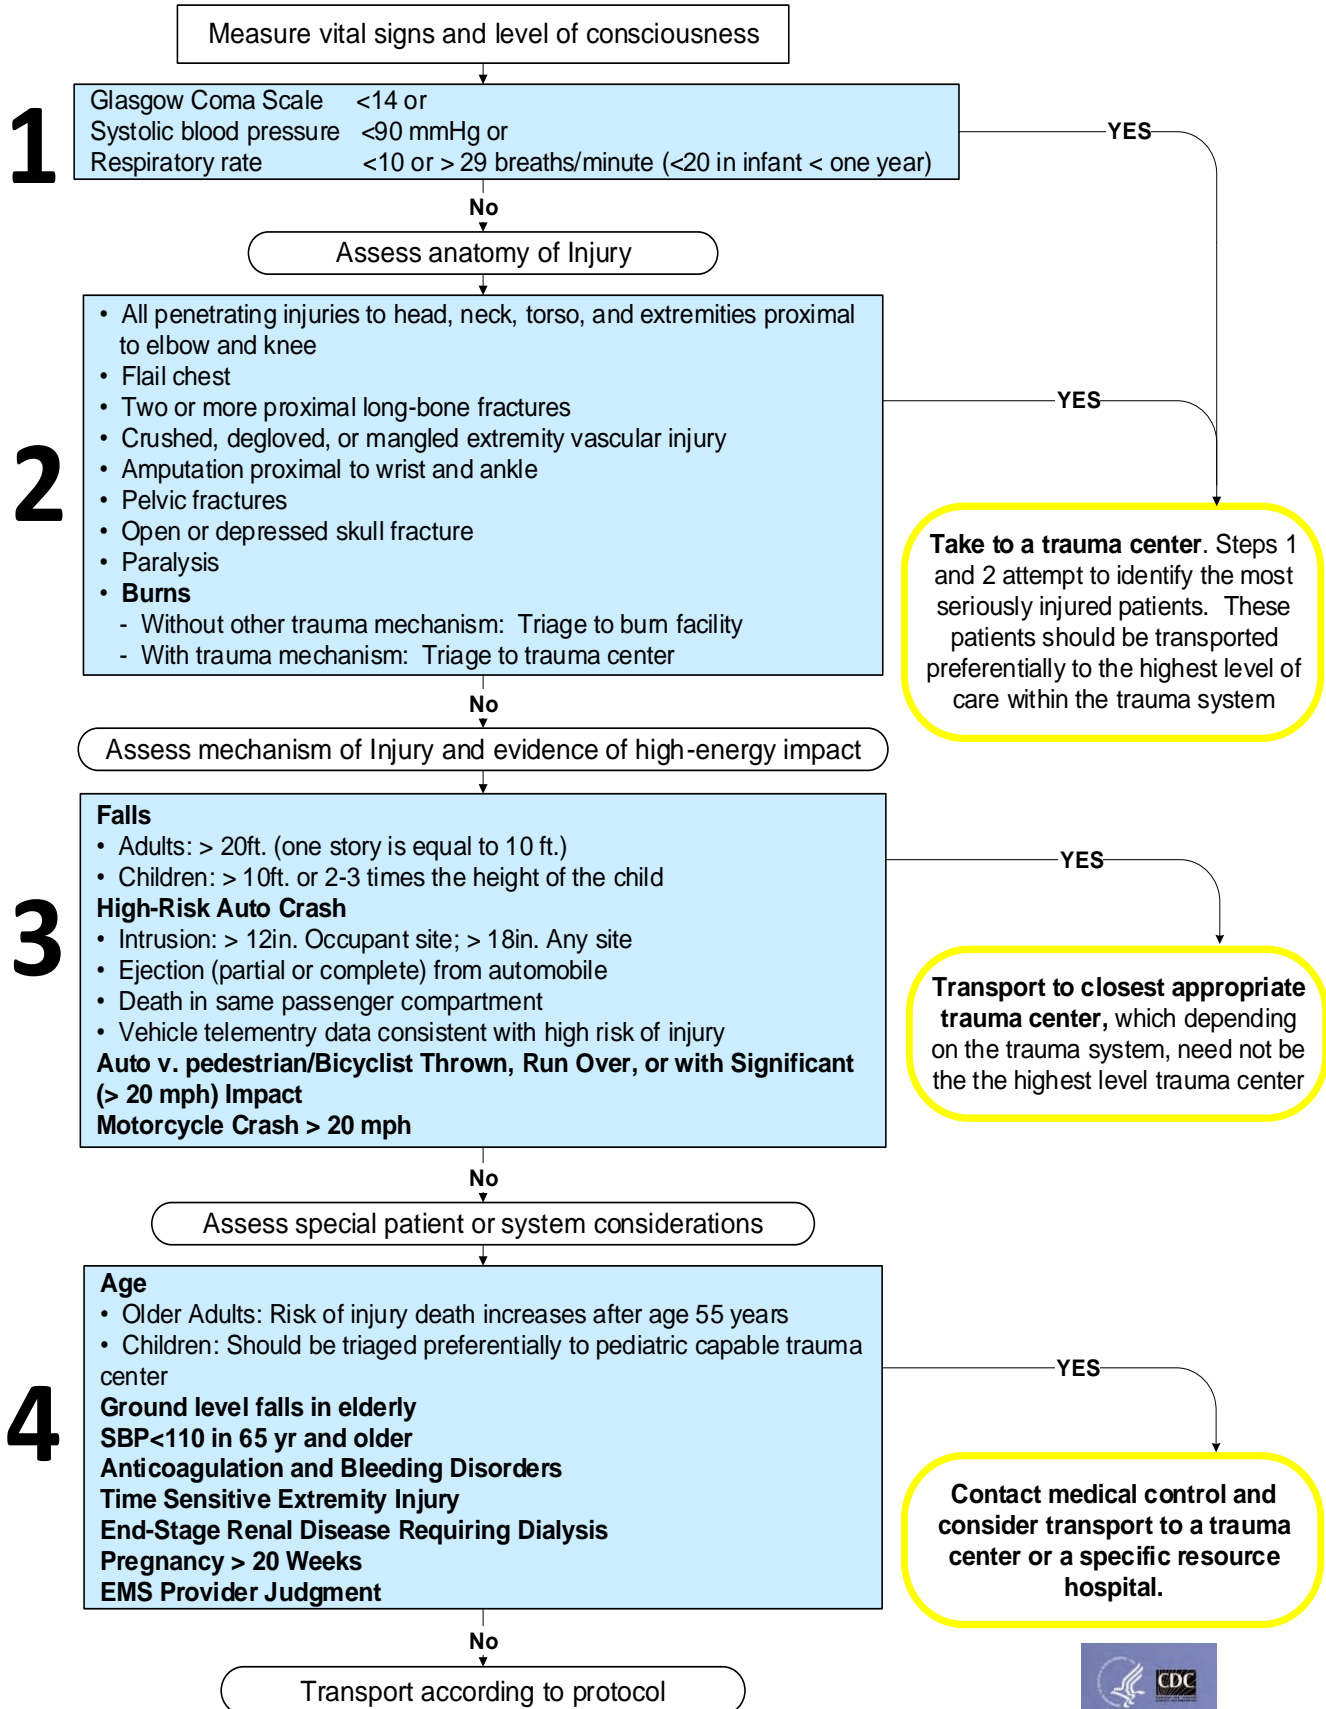 Measure vital signs and level of consciousness
1
Glasgow Coma Scale <14 or
Systolic blood pressure <90 mmHg or
Respiratory rate <10 or > 29 breaths/minute (<20 in infant < one year)
YES
No
Assess anatomy of Injury
2
• All penetrating injuries to head, neck, torso, and extremities proximal
to elbow and knee
• Flail chest
• Two or more proximal long-bone fractures
• Crushed, degloved, or mangled extremity vascular injury
• Amputation proximal to wrist and ankle
• Pelvic fractures
• Open or depressed skull fracture
• Paralysis
• Burns
- Without other trauma mechanism: Triage to burn facility
- With trauma mechanism: Triage to trauma center
YES
Take to a trauma center. Steps 1
and 2 attempt to identify the most
seriously injured patients. These
patients should be transported
preferentially to the highest level of
care within the trauma system
No
Assess mechanism of Injury and evidence of high-energy impact
3
Falls
• Adults: > 20ft. (one story is equal to 10 ft.)
• Children: > 10ft. or 2-3 times the height of the child
High-Risk Auto Crash
• Intrusion: > 12in. Occupant site; > 18in. Any site
• Ejection (partial or complete) from automobile
• Death in same passenger compartment
• Vehicle telementry data consistent with high risk of injury
Auto v. pedestrian/Bicyclist Thrown, Run Over, or with Significant
(> 20 mph) Impact
Motorcycle Crash > 20 mph
YES
Transport to closest appropriate
trauma center, which depending
on the trauma system, need not be
the the highest level trauma center
No
Assess special patient or system considerations
4
Age
• Older Adults: Risk of injury death increases after age 55 years
• Children: Should be triaged preferentially to pediatric capable trauma
center
Ground level falls in elderly
SBP<110 in 65 yr and older
Anticoagulation and Bleeding Disorders
Time Sensitive Extremity Injury
End-Stage Renal Disease Requiring Dialysis
Pregnancy > 20 Weeks
EMS Provider Judgment
YES
Contact medical control and
consider transport to a trauma
center or a specific resource
hospital.
No
Transport according to protocol
CDC